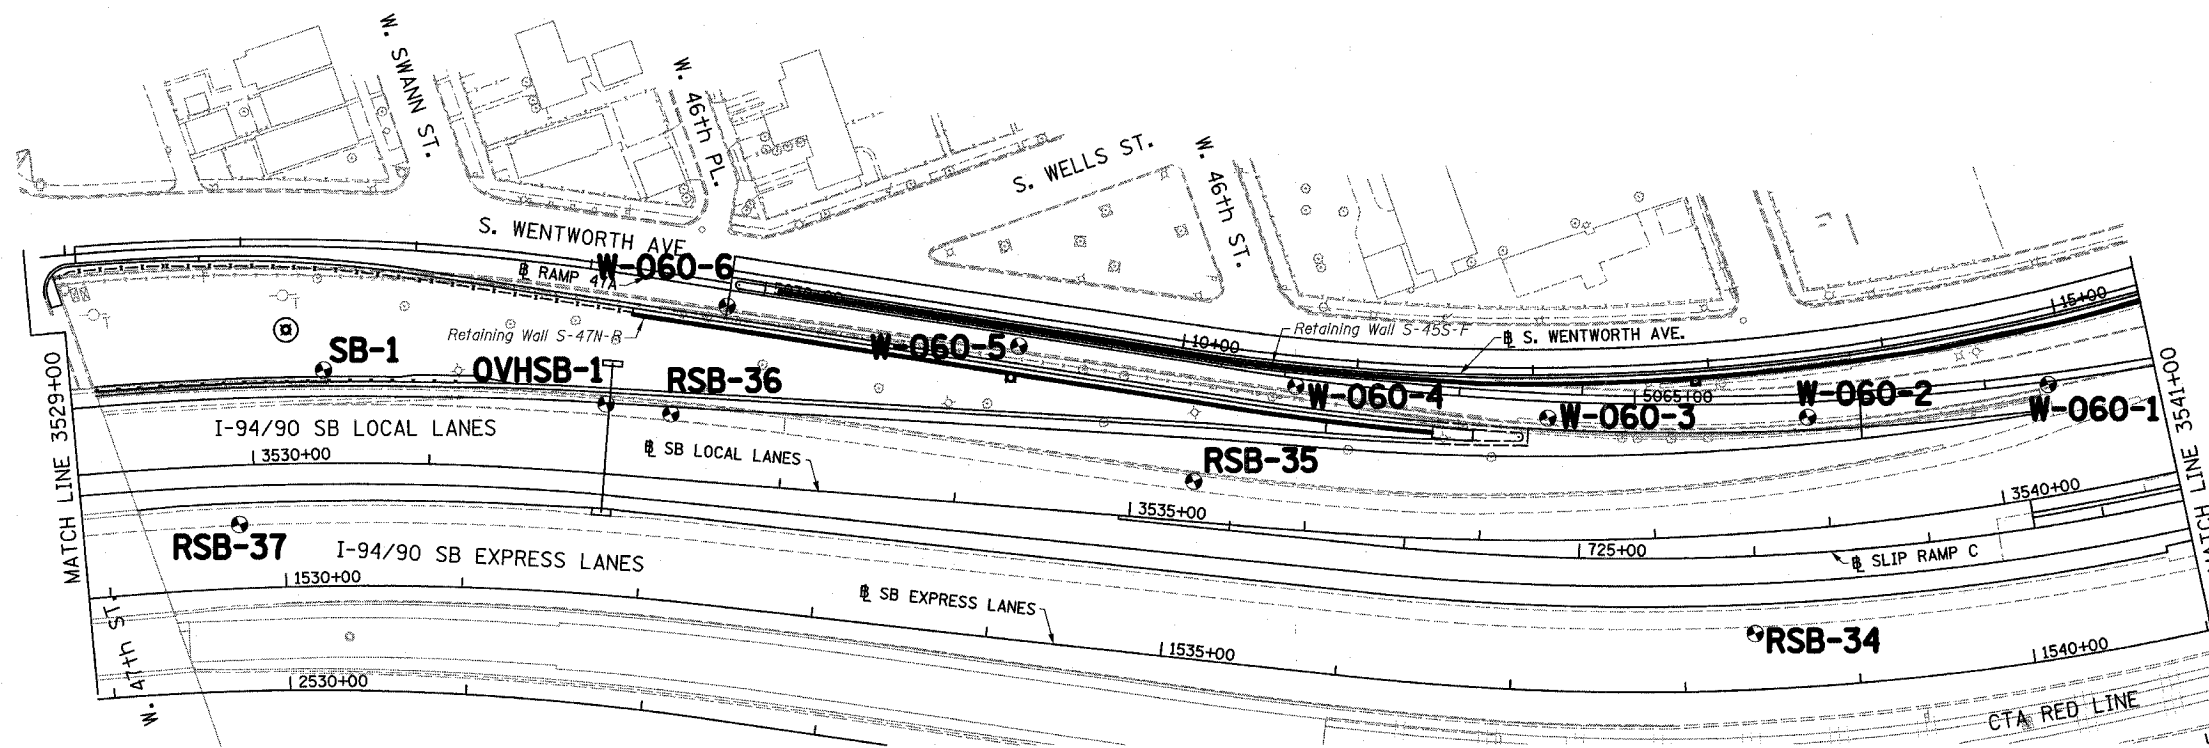 W. SWANN ST.
W. 46th PL.
S. WELLS ST.
W. 46th ST.
S. WENTWORTH AVE.
℄ RAMP 47A
W-060-6
Retaining Wall S-47N-R
Retaining Wall S-45S-F
℄ S. WENTWORTH AVE.
10+00
15+00
5065+00
SB-1
OVHSB-1
RSB-36
W-060-5
W-060-4
W-060-3
W-060-2
W-060-1
MATCH LINE 3529+00
MATCH LINE 3541+00
I-94/90 SB LOCAL LANES
3530+00
℄ SB LOCAL LANES
RSB-35
3535+00
3540+00
725+00
℄ SLIP RAMP C
RSB-37
I-94/90 SB EXPRESS LANES
1530+00
℄ SB EXPRESS LANES
1535+00
RSB-34
1540+00
2530+00
W. 47th ST.
CTA RED LINE